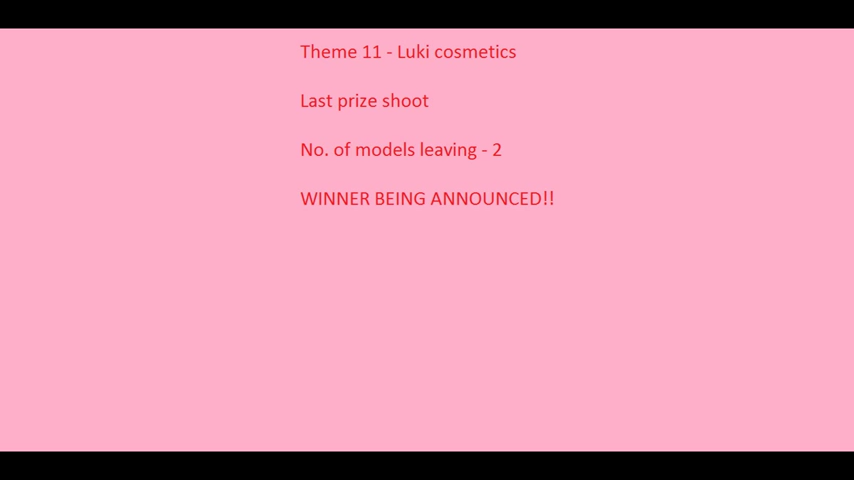 Theme 11 - Luki cosmetics
Last prize shoot
No. of models leaving - 2
WINNER BEING ANNOUNCED!!